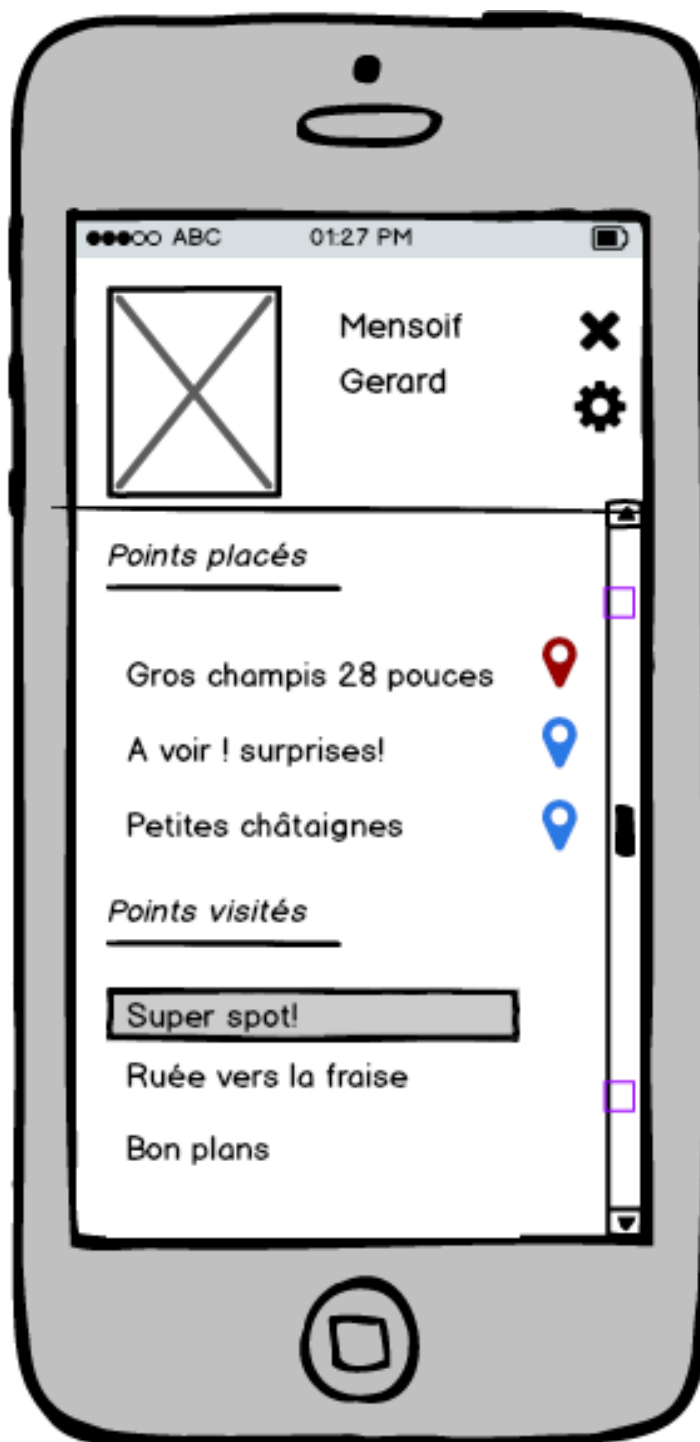 ABC 01:27 PM
Mensoif
Gerard
Points placés
Gros champis 28 pouces
A voir ! surprises!
Petites châtaignes
Points visités
Super spot!
Ruée vers la fraise
Bon plans